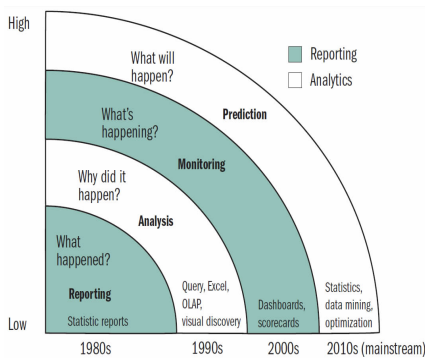 High
What will
happen?
Reporting
Analytics
Prediction
What's
happening?
Monitoring
Why did it
happen?
Analysis
What
happened?
Reporting
Statistic reports
Query, Excel,
OLAP,
visual discovery
Dashboards,
scorecards
Statistics,
data mining,
optimization
Low
1980s
1990s
2000s
2010s (mainstream)